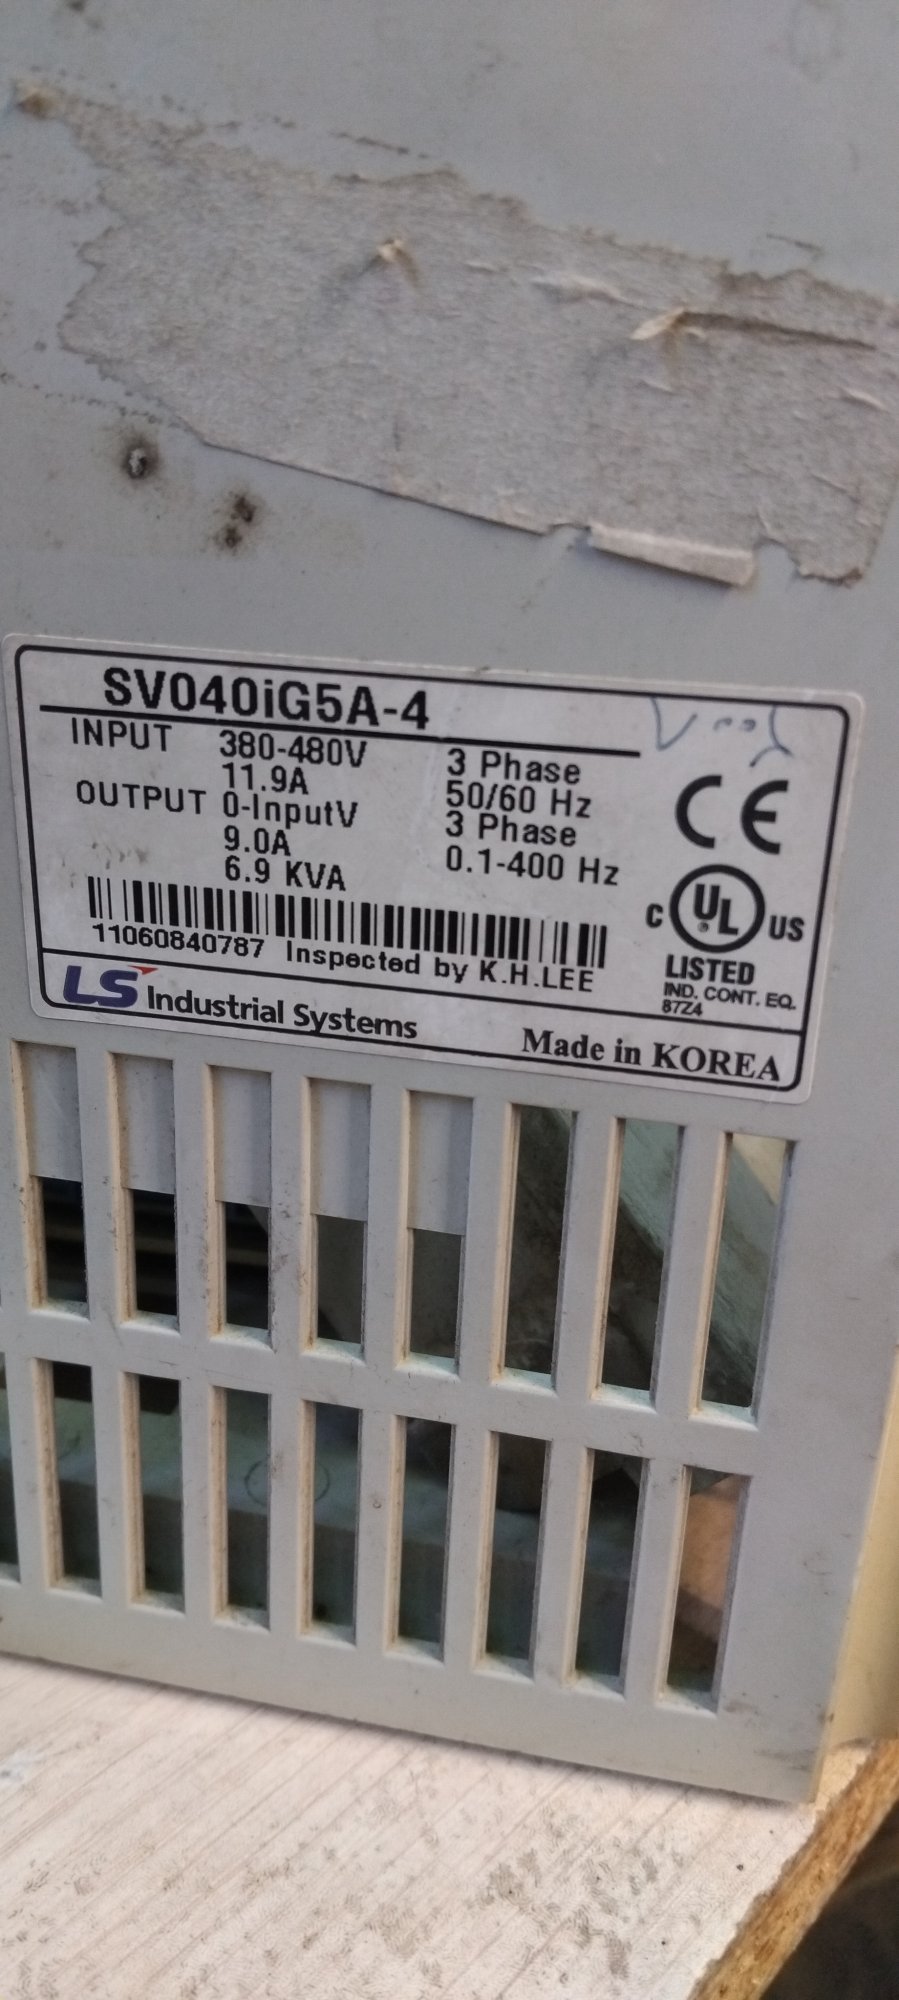 SV040iG5A-4
INPUT 380-480V 3 Phase
11.9A 50/60 Hz
OUTPUT 0-InputV 3 Phase
9.0A 0.1-400 Hz
6.9 KVA
CE
C UL US
LISTED
IND. CONT. EQ.
87Z4
11060840787 Inspected by K.H.LEE
LS Industrial Systems
Made in KOREA